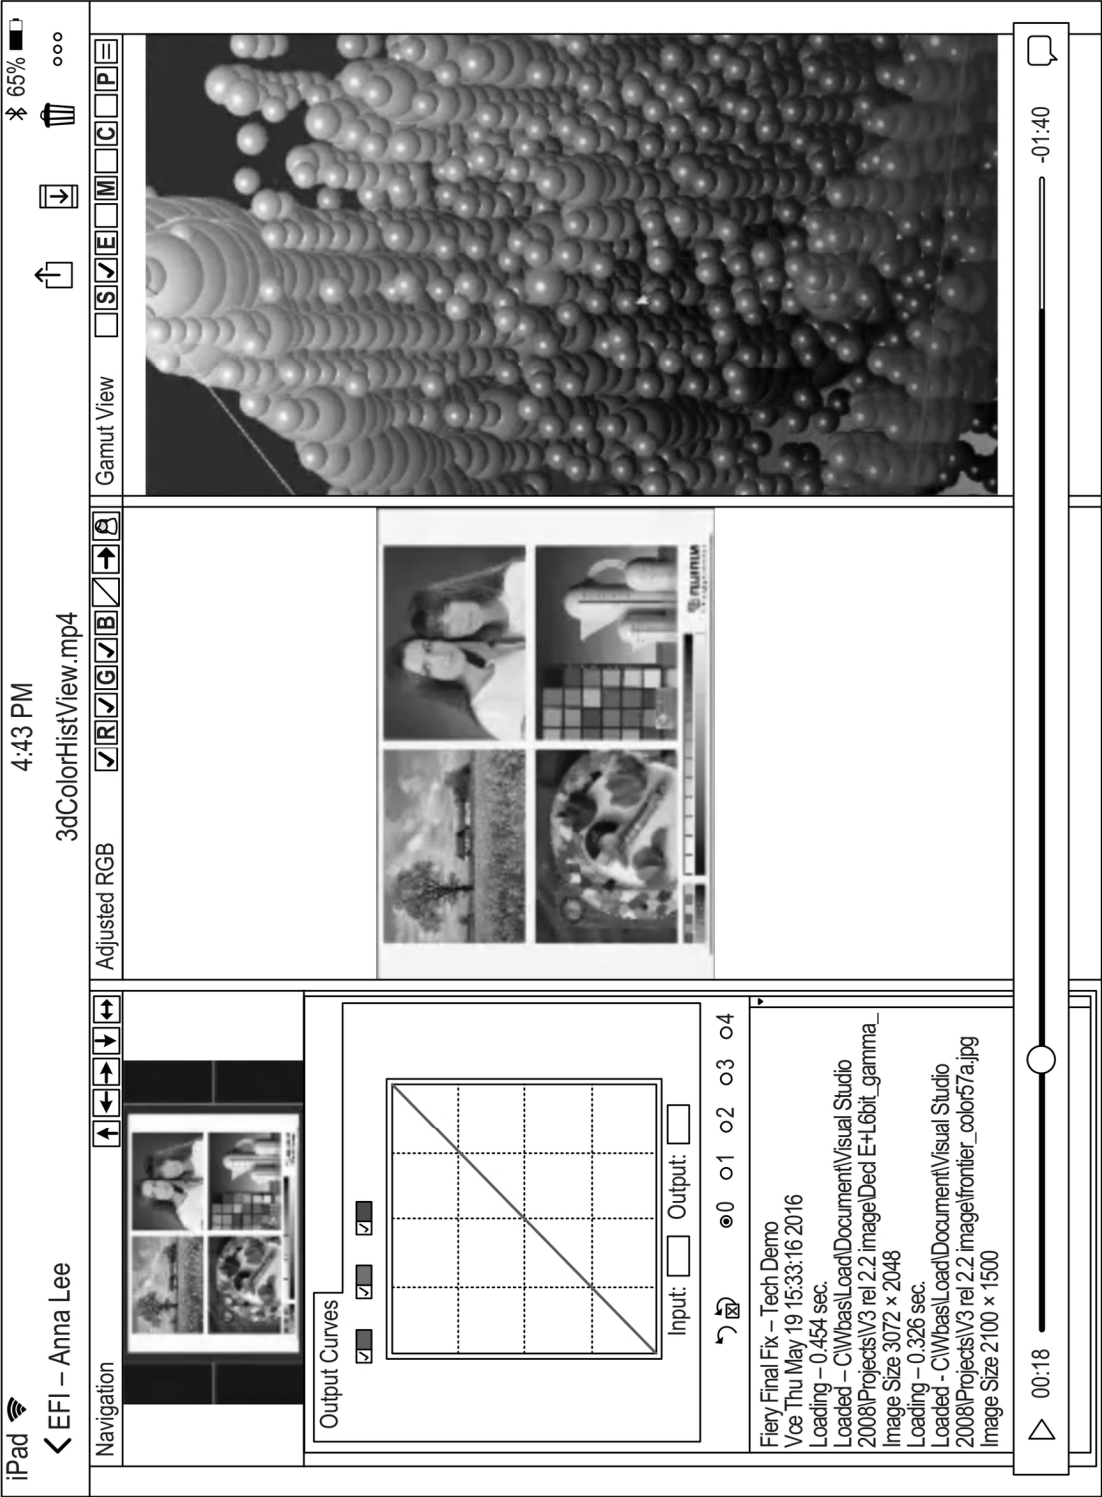 iPad 4:43 PM 65%
EFI – Anna Lee 3dColorHistView.mp4
Navigation
Adjusted RGB R G B
Gamut View S E M C P
FUJIFILM
Output Curves
Input: Output:
0 1 2 3 4
Fiery Final Fix – Tech Demo
Vce Thu May 19 15:33:16 2016
Loading – 0.454 sec.
Loaded – C\Wbas\Load\Document\Visual Studio
2008\Projects\V3 rel 2.2 image\Ded E+L6bit_gamma_
Image Size 3072 × 2048
Loading – 0.326 sec.
Loaded - C\Wbas\Load\Document\Visual Studio
2008\Projects\V3 rel 2.2 image\frontier_color57a.jpg
Image Size 2100 × 1500
00:18 -01:40